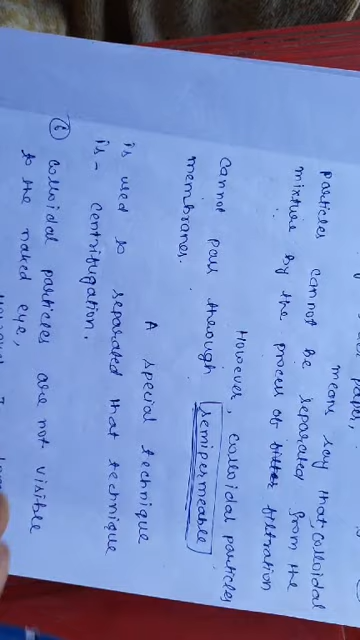 paper,
means say that, colloidal
particles cannot be separated from the
mixture by the process of filtration
However, colloidal particles
cannot pass through semipermeable
membranes.
A special technique
is used to separated that technique
is - centrifugation.
⑥ colloidal particles are not visible
to the naked eye,